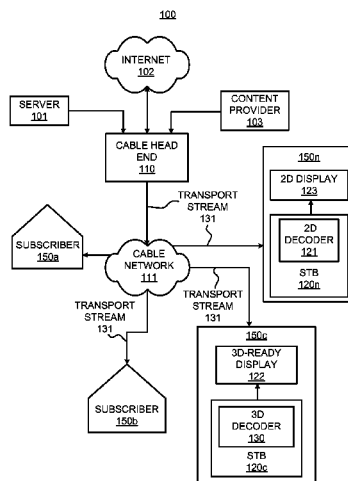 100
INTERNET
102
SERVER
101
CONTENT
PROVIDER
103
CABLE HEAD
END
110
TRANSPORT
STREAM
131
150n
2D DISPLAY
123
2D
DECODER
121
STB
120n
SUBSCRIBER
150a
CABLE
NETWORK
111
TRANSPORT
STREAM
131
TRANSPORT
STREAM
131
150c
3D-READY
DISPLAY
122
3D
DECODER
130
STB
120c
SUBSCRIBER
150b